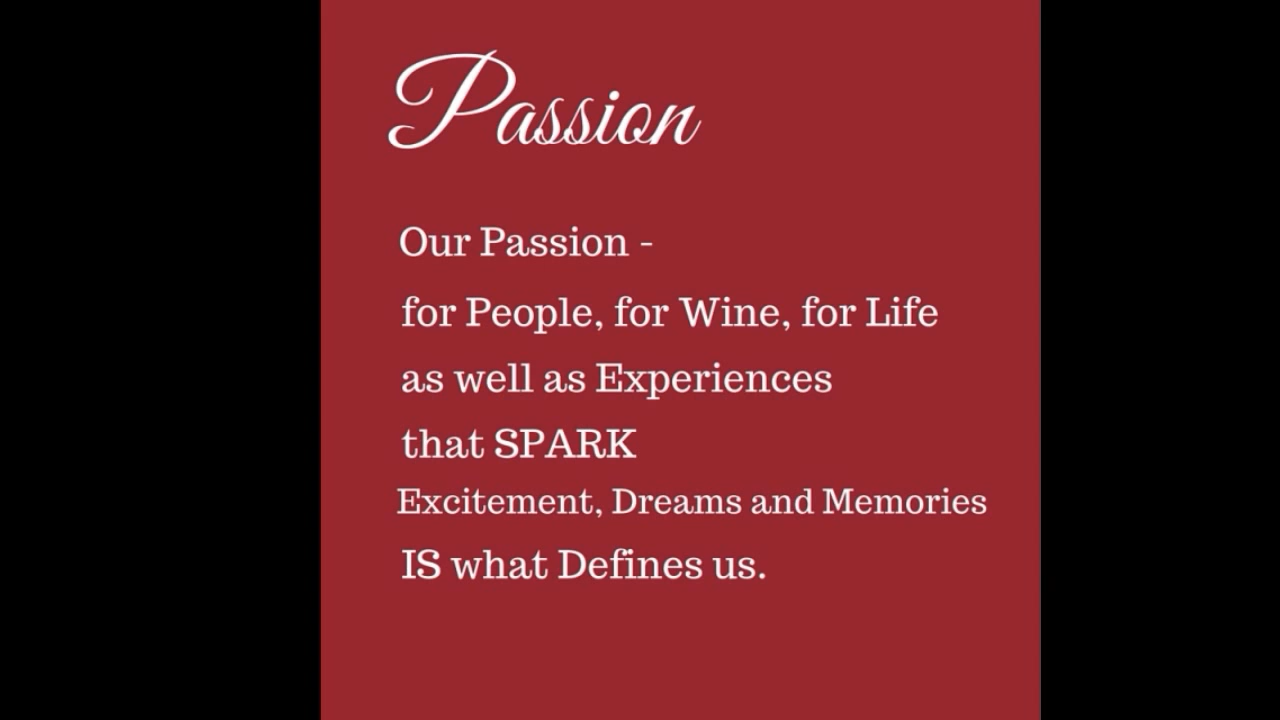 Passion
Our Passion -
for People, for Wine, for Life
as well as Experiences
that SPARK
Excitement, Dreams and Memories
IS what Defines us.